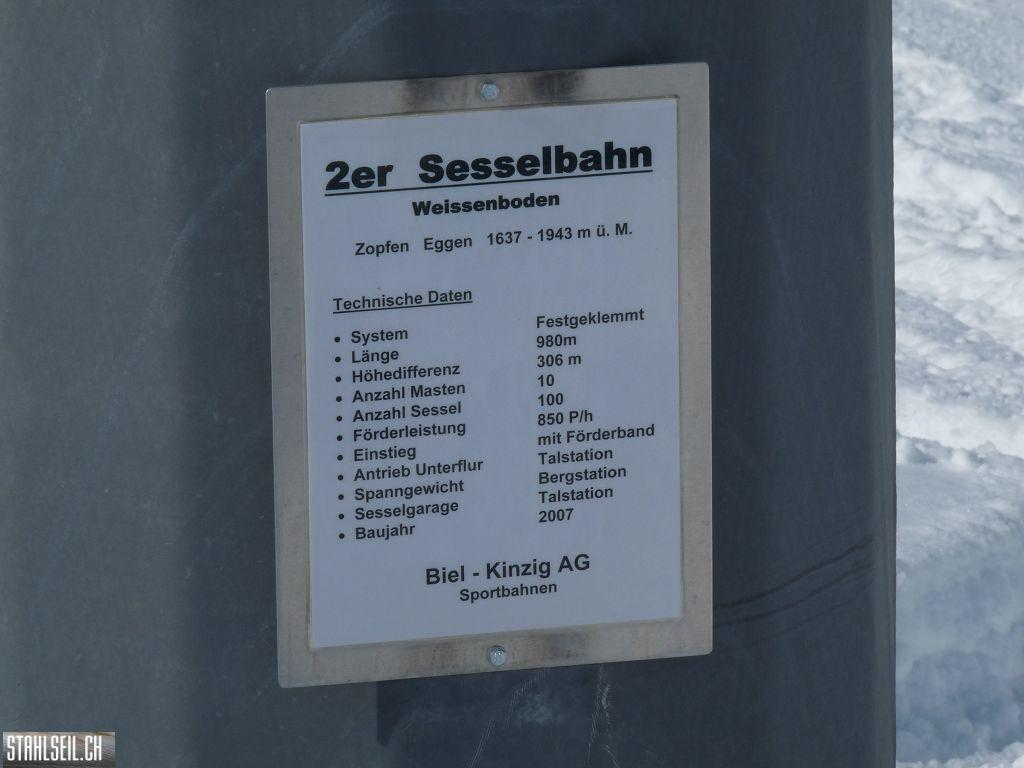 2er Sesselbahn
Weissenboden
Zopfen Eggen 1637 - 1943 m ü. M.
Technische Daten
• System Festgeklemmt
• Länge 980m
• Höhedifferenz 306 m
• Anzahl Masten 10
• Anzahl Sessel 100
• Förderleistung 850 P/h
• Einstieg mit Förderband
• Antrieb Unterflur Talstation
• Spanngewicht Bergstation
• Sesselgarage Talstation
• Baujahr 2007
Biel - Kinzig AG
Sportbahnen
STAHLSEIL.CH